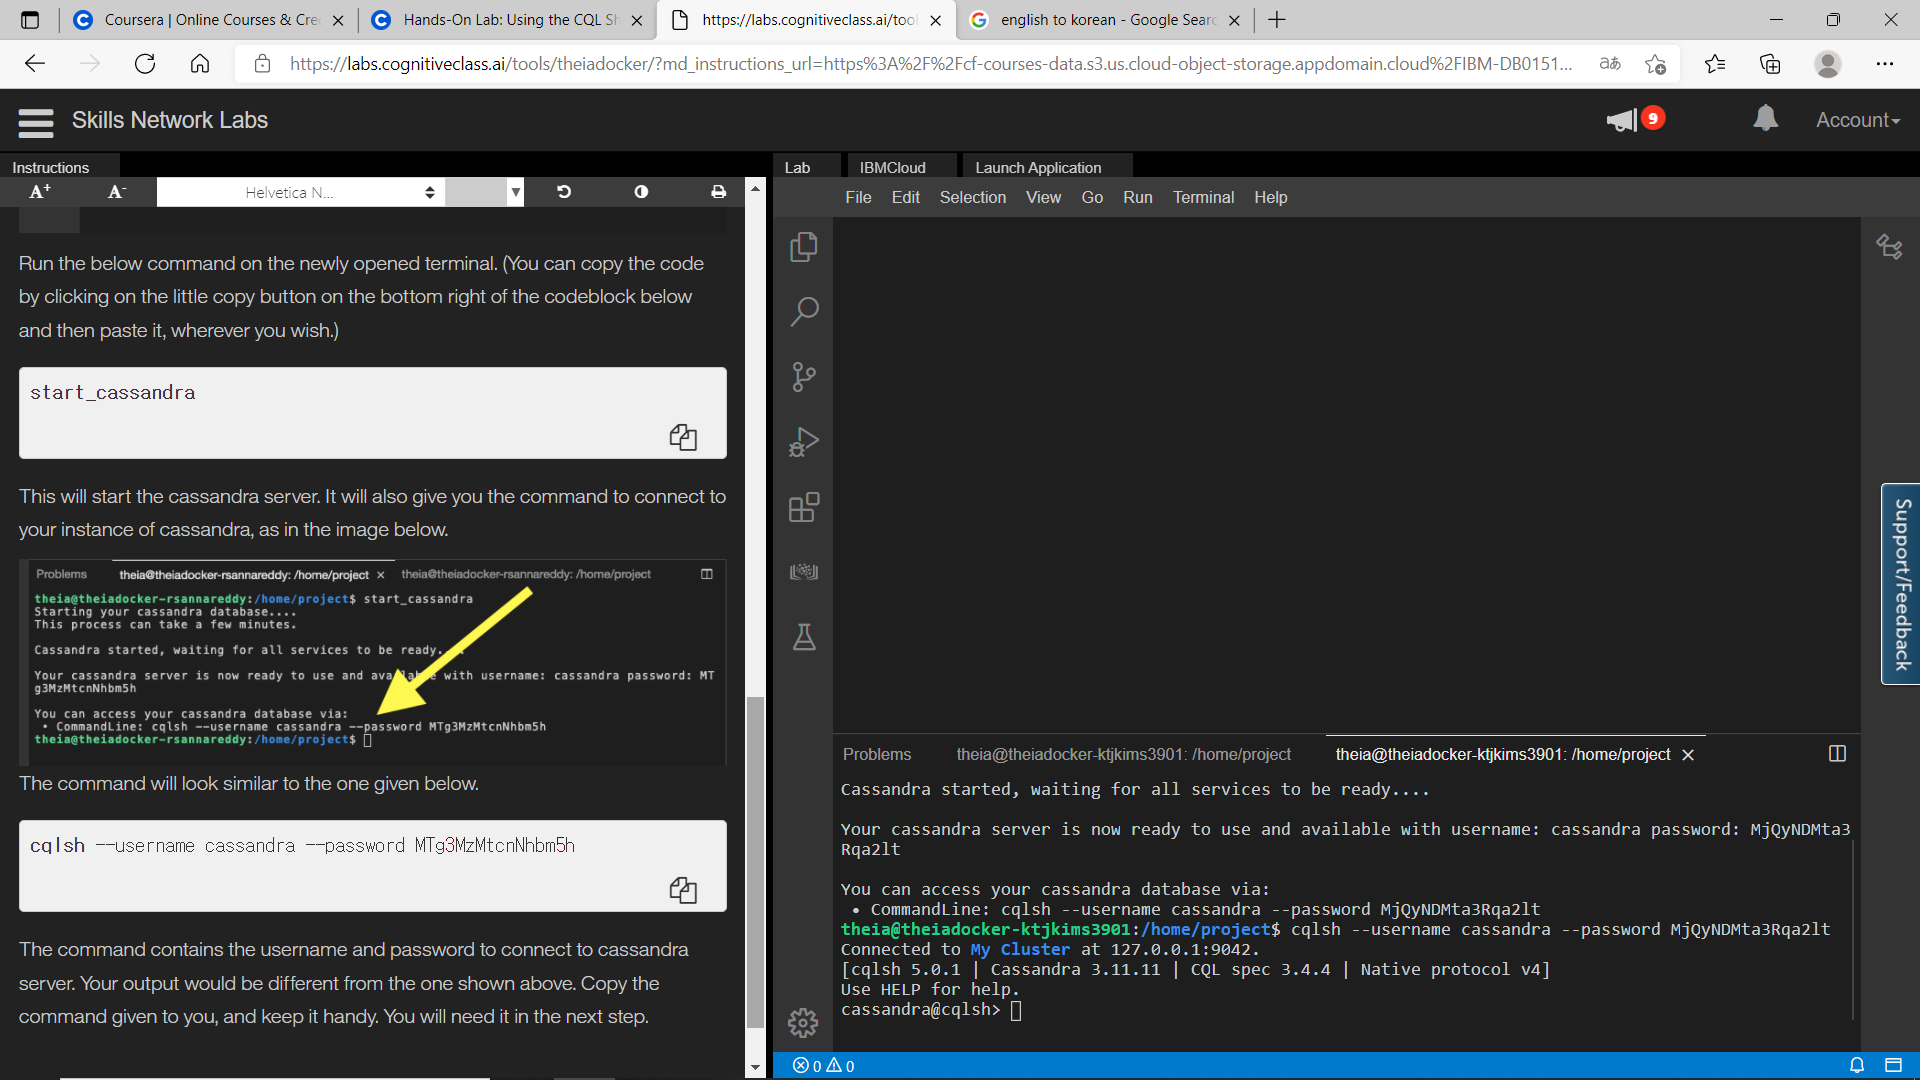 Coursera | Online Courses & Cre
Hands-On Lab: Using the CQL Sh
https://labs.cognitiveclass.ai/tool
english to korean - Google Searc
https://labs.cognitiveclass.ai/tools/theiadocker/?md_instructions_url=https%3A%2F%2Fcf-courses-data.s3.us.cloud-object-storage.appdomain.cloud%2FIBM-DB0151...
aあ
Skills Network Labs
9
Account
Instructions
A+
A-
Helvetica N...
Run the below command on the newly opened terminal. (You can copy the code
by clicking on the little copy button on the bottom right of the codeblock below
and then paste it, wherever you wish.)
start_cassandra
This will start the cassandra server. It will also give you the command to connect to
your instance of cassandra, as in the image below.
Problems theia@theiadocker-rsannareddy: /home/project × theia@theiadocker-rsannareddy: /home/project
theia@theiadocker-rsannareddy:/home/project$ start_cassandra
Starting your cassandra database....
This process can take a few minutes.
Cassandra started, waiting for all services to be ready.
Your cassandra server is now ready to use and available with username: cassandra password: MT
g3MzMtcnNhbm5h
You can access your cassandra database via:
• CommandLine: cqlsh --username cassandra --password MTg3MzMtcnNhbm5h
theia@theiadocker-rsannareddy:/home/project$
The command will look similar to the one given below.
cqlsh --username cassandra --password MTg3MzMtcnNhbm5h
The command contains the username and password to connect to cassandra
server. Your output would be different from the one shown above. Copy the
command given to you, and keep it handy. You will need it in the next step.
Lab
IBMCloud
Launch Application
File Edit Selection View Go Run Terminal Help
Problems theia@theiadocker-ktjkims3901: /home/project theia@theiadocker-ktjkims3901: /home/project ×
Cassandra started, waiting for all services to be ready....
Your cassandra server is now ready to use and available with username: cassandra password: MjQyNDMta3
Rqa2lt
You can access your cassandra database via:
• CommandLine: cqlsh --username cassandra --password MjQyNDMta3Rqa2lt
theia@theiadocker-ktjkims3901:/home/project$ cqlsh --username cassandra --password MjQyNDMta3Rqa2lt
Connected to My Cluster at 127.0.0.1:9042.
[cqlsh 5.0.1 | Cassandra 3.11.11 | CQL spec 3.4.4 | Native protocol v4]
Use HELP for help.
cassandra@cqlsh>
0 0
Support/Feedback